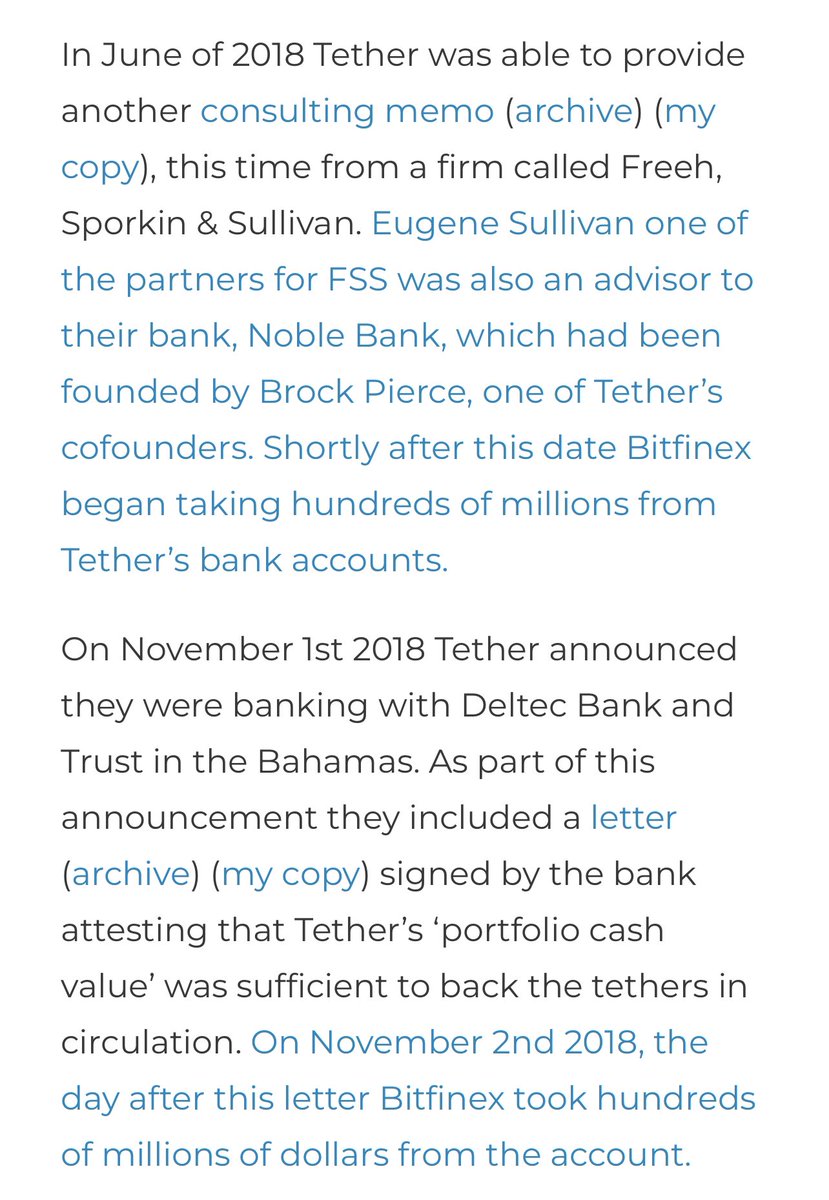 In June of 2018 Tether was able to provide
another consulting memo (archive) (my
copy), this time from a firm called Freeh,
Sporkin & Sullivan. Eugene Sullivan one of
the partners for FSS was also an advisor to
their bank, Noble Bank, which had been
founded by Brock Pierce, one of Tether’s
cofounders. Shortly after this date Bitfinex
began taking hundreds of millions from
Tether’s bank accounts.
On November 1st 2018 Tether announced
they were banking with Deltec Bank and
Trust in the Bahamas. As part of this
announcement they included a letter
(archive) (my copy) signed by the bank
attesting that Tether’s ‘portfolio cash
value’ was sufficient to back the tethers in
circulation. On November 2nd 2018, the
day after this letter Bitfinex took hundreds
of millions of dollars from the account.